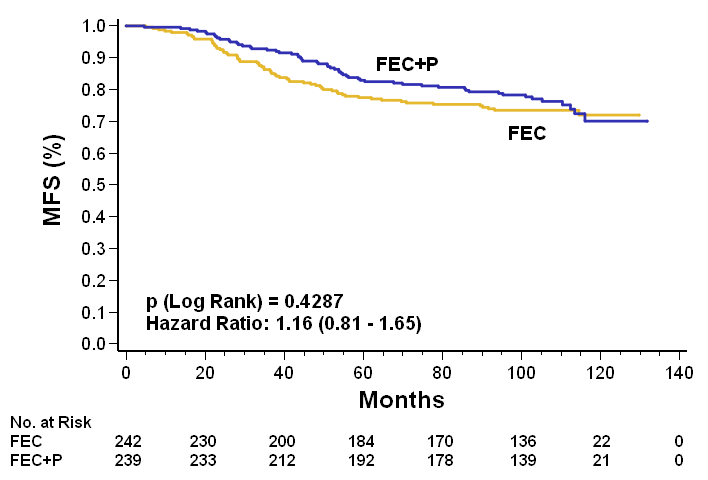 1.0
0.9
0.8
0.7
0.6
0.5
0.4
0.3
0.2
0.1
0.0
MFS (%)
FEC+P
FEC
p (Log Rank) = 0.4287
Hazard Ratio: 1.16 (0.81 - 1.65)
0 20 40 60 80 100 120 140
Months
No. at Risk
FEC 242 230 200 184 170 136 22 0
FEC+P 239 233 212 192 178 139 21 0